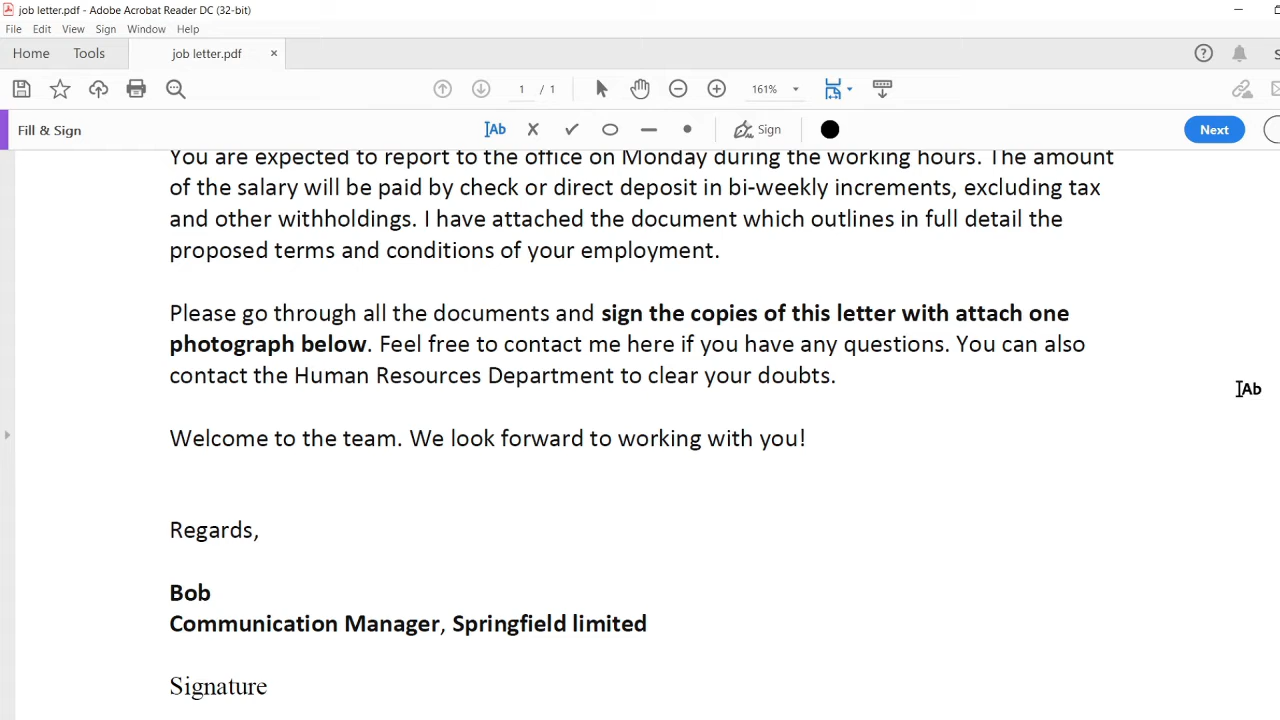 job letter.pdf - Adobe Acrobat Reader DC (32-bit)
File Edit View Sign Window Help
Home Tools job letter.pdf ×
1 / 1 161%
Fill & Sign Ab Sign Next
You are expected to report to the office on Monday during the working hours. The amount
of the salary will be paid by check or direct deposit in bi-weekly increments, excluding tax
and other withholdings. I have attached the document which outlines in full detail the
proposed terms and conditions of your employment.
Please go through all the documents and sign the copies of this letter with attach one
photograph below. Feel free to contact me here if you have any questions. You can also
contact the Human Resources Department to clear your doubts.
Ab
Welcome to the team. We look forward to working with you!
Regards,
Bob
Communication Manager, Springfield limited
Signature